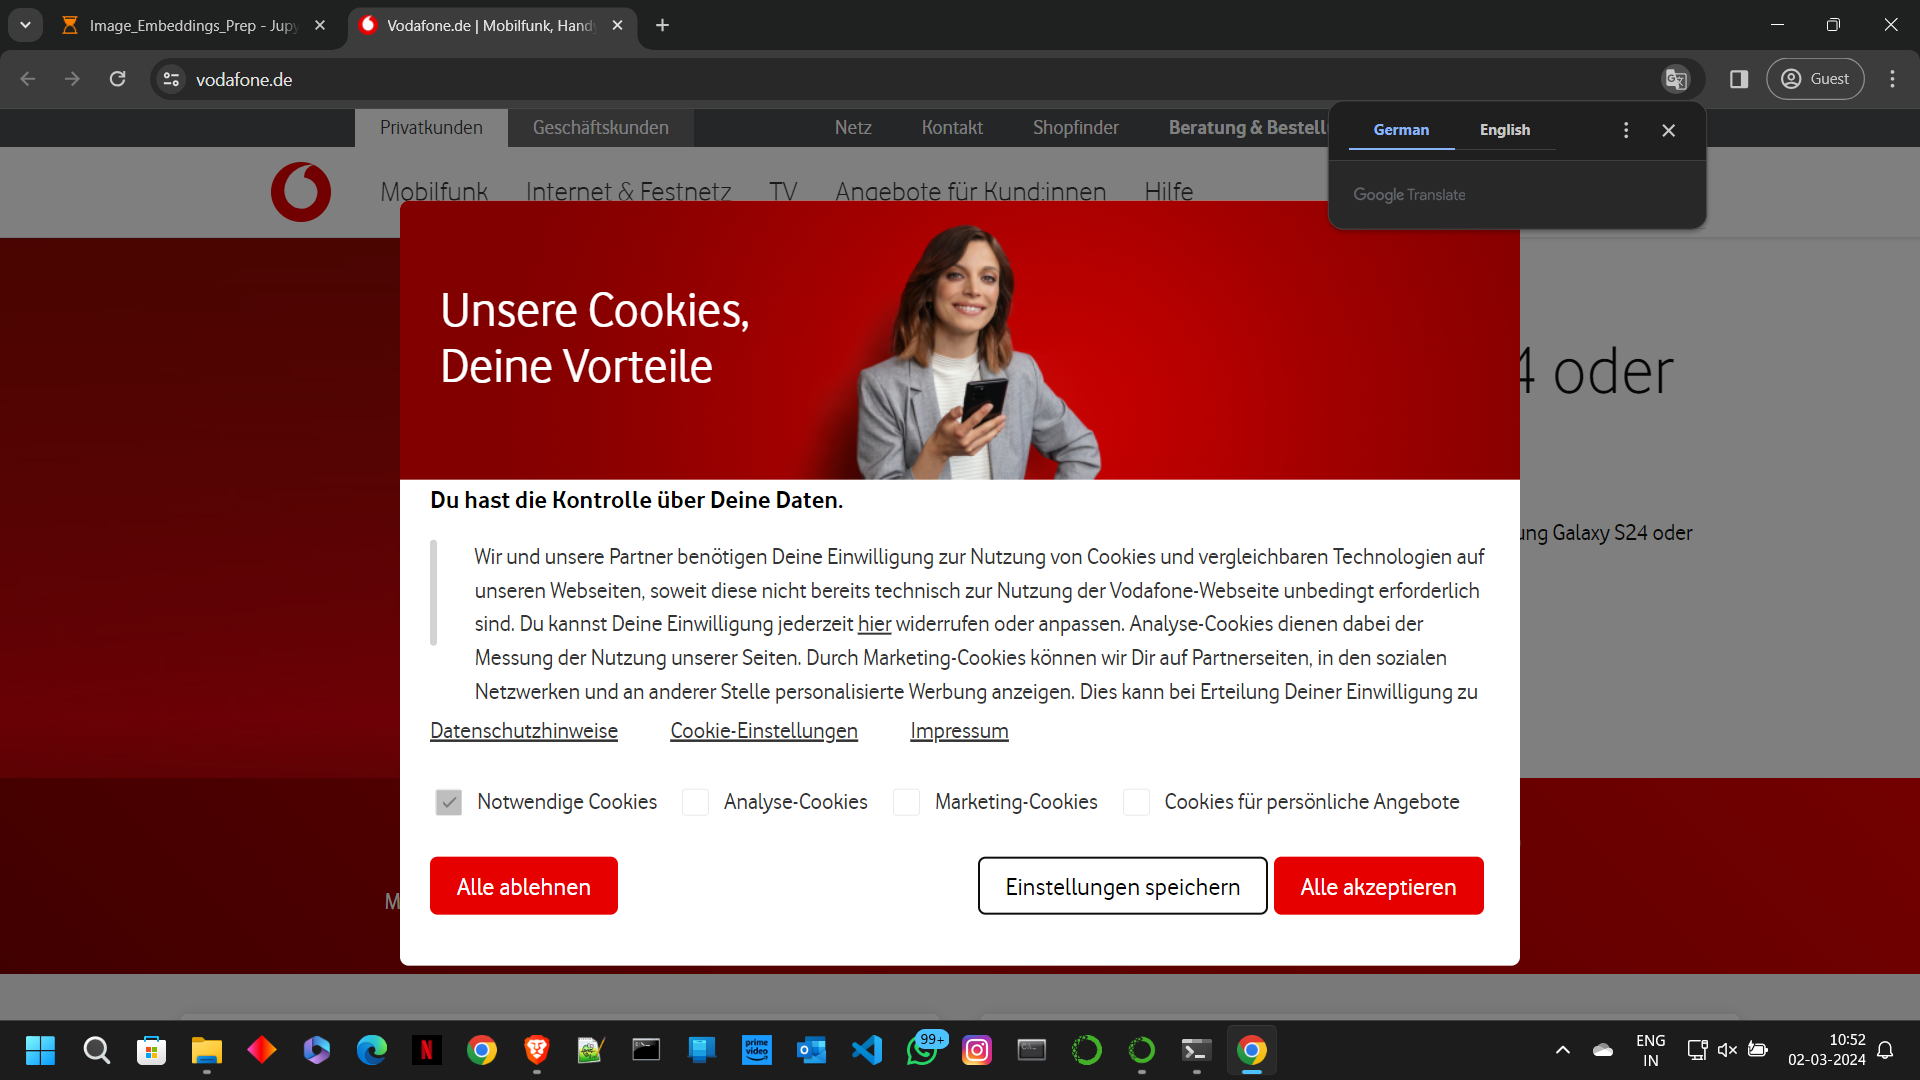 Image_Embeddings_Prep - Jupy
Vodafone.de | Mobilfunk, Handy
vodafone.de
Guest
Privatkunden
Geschäftskunden
Netz
Kontakt
Shopfinder
Beratung & Bestellu
German
English
Google Translate
Mobilfunk
Internet & Festnetz
TV
Angebote für Kund:innen
Hilfe
Unsere Cookies,
Deine Vorteile
4 oder
Du hast die Kontrolle über Deine Daten.
ung Galaxy S24 oder
Wir und unsere Partner benötigen Deine Einwilligung zur Nutzung von Cookies und vergleichbaren Technologien auf
unseren Webseiten, soweit diese nicht bereits technisch zur Nutzung der Vodafone-Webseite unbedingt erforderlich
sind. Du kannst Deine Einwilligung jederzeit hier widerrufen oder anpassen. Analyse-Cookies dienen dabei der
Messung der Nutzung unserer Seiten. Durch Marketing-Cookies können wir Dir auf Partnerseiten, in den sozialen
Netzwerken und an anderer Stelle personalisierte Werbung anzeigen. Dies kann bei Erteilung Deiner Einwilligung zu
Datenschutzhinweise
Cookie-Einstellungen
Impressum
Notwendige Cookies
Analyse-Cookies
Marketing-Cookies
Cookies für persönliche Angebote
Alle ablehnen
Einstellungen speichern
Alle akzeptieren
M
N
prime
video
99+
ENG
IN
10:52
02-03-2024